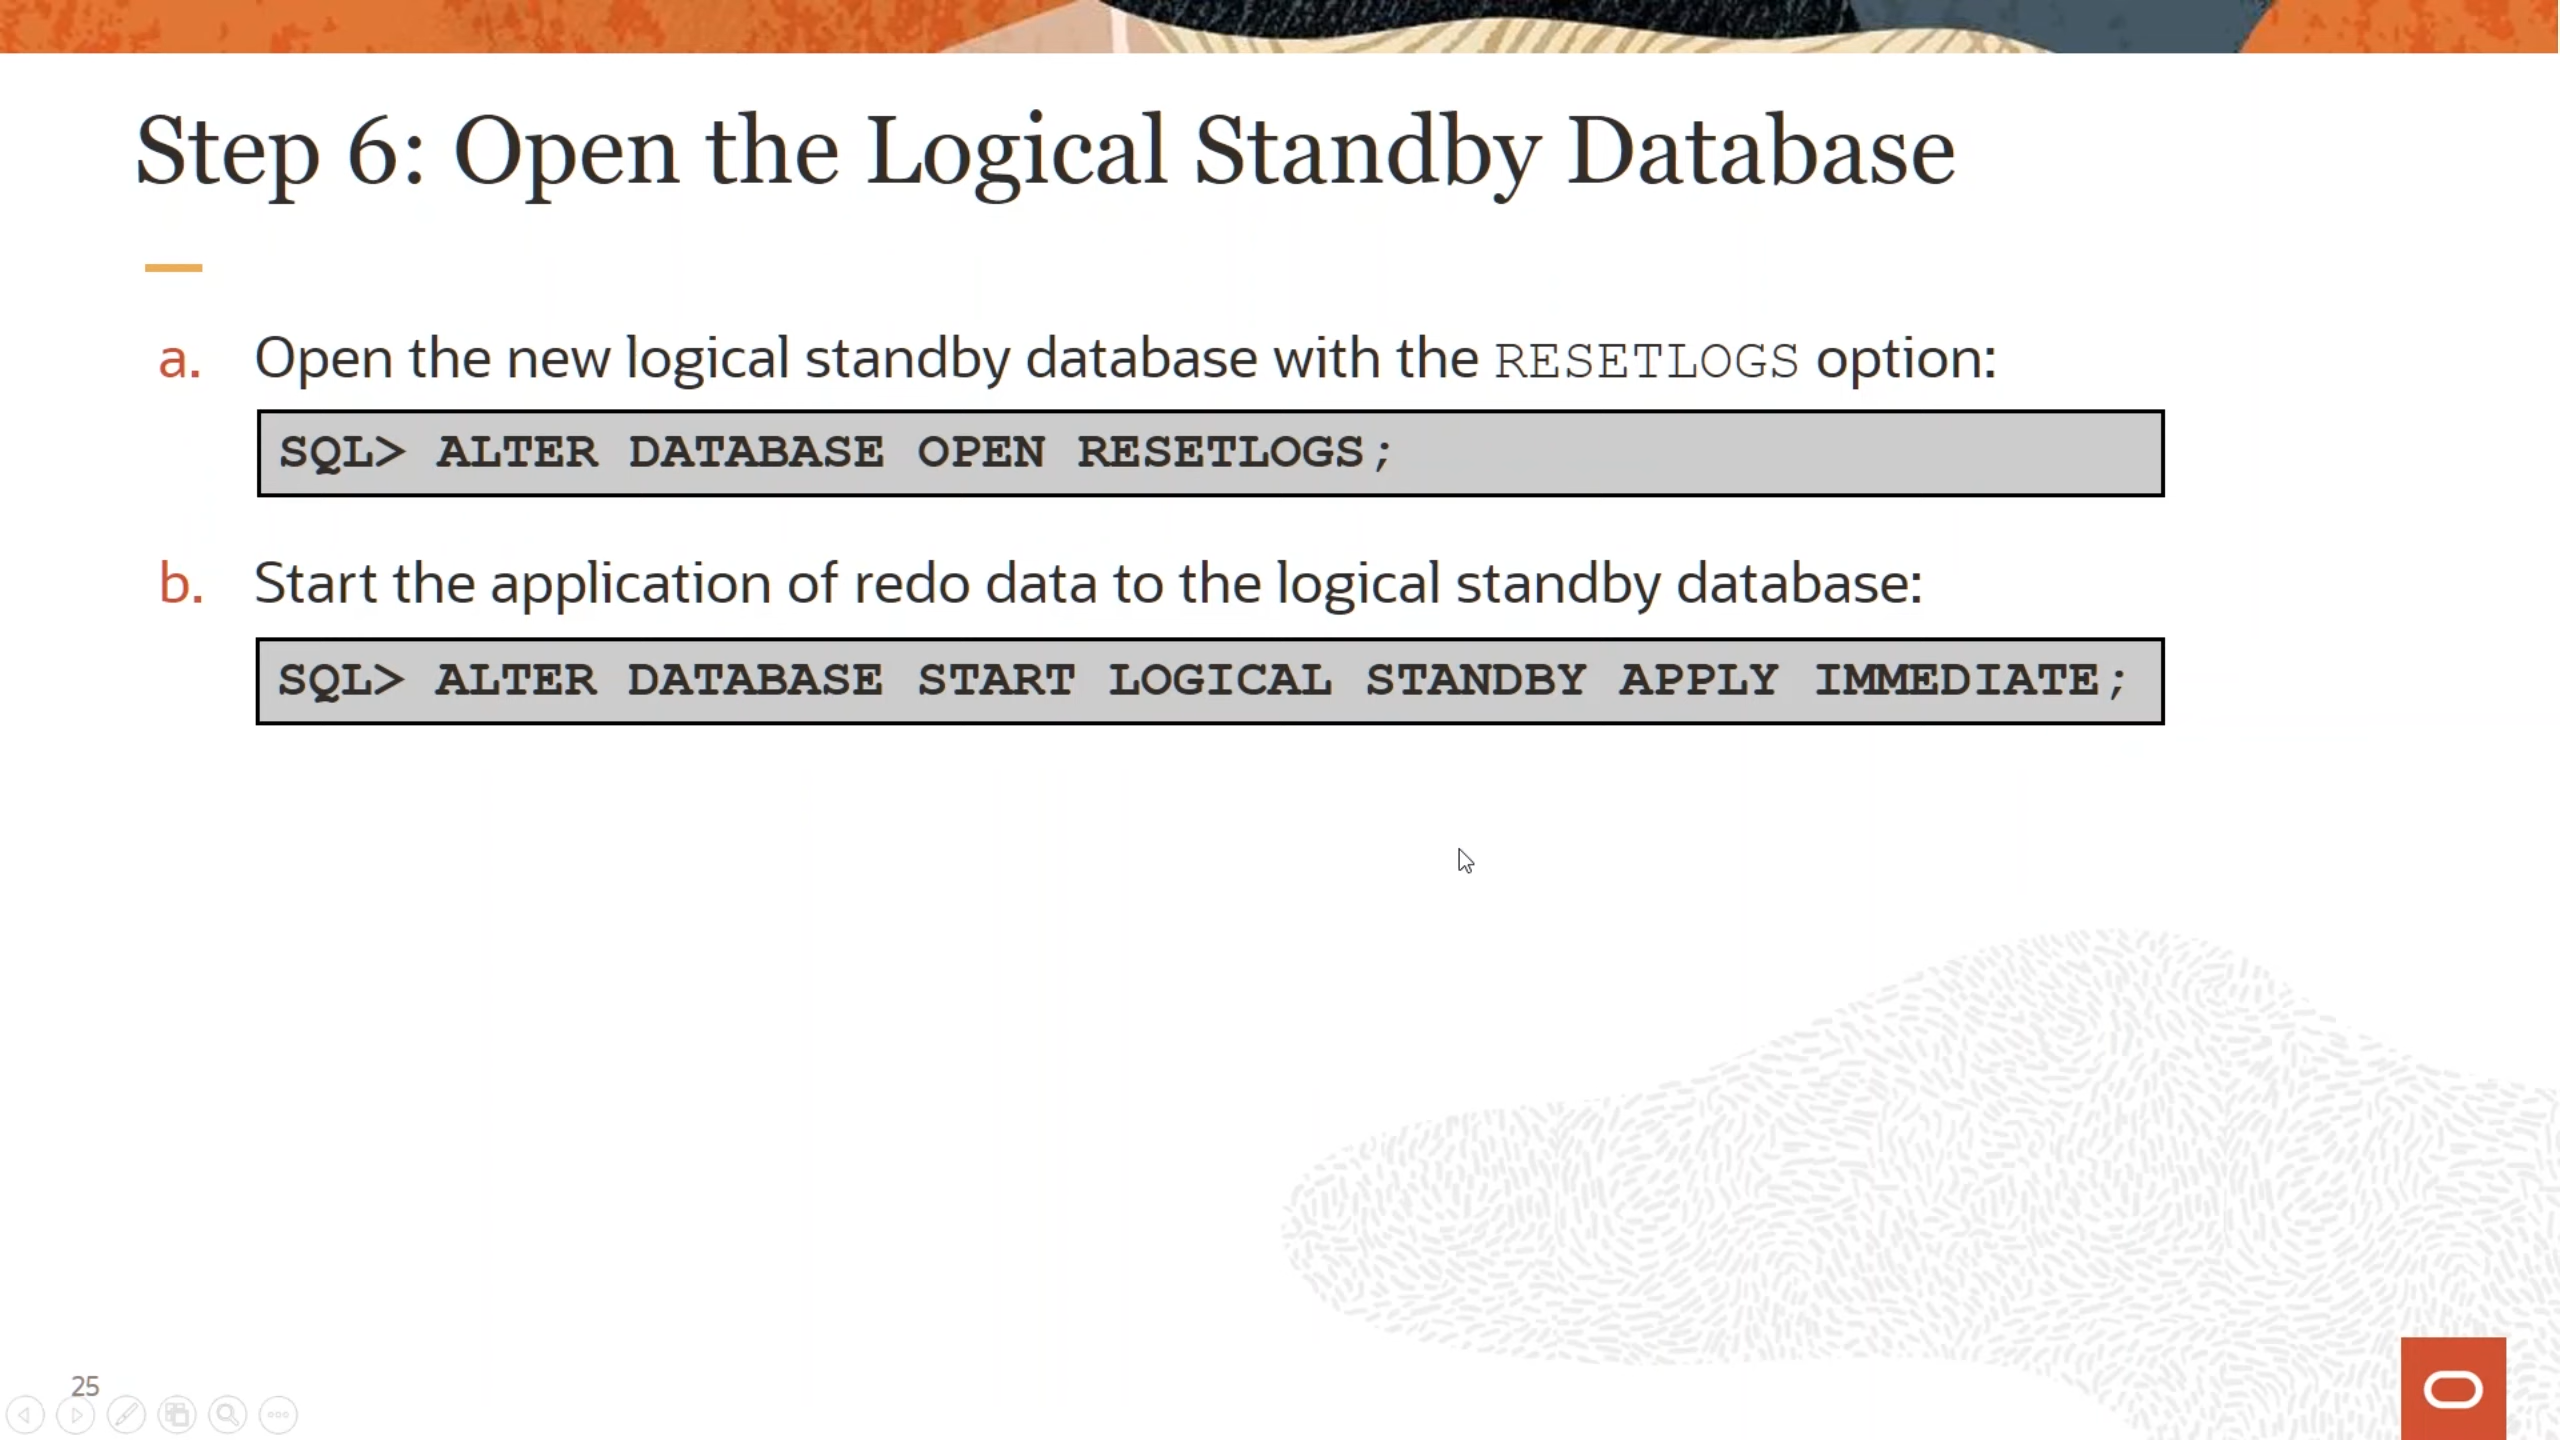 Step 6: Open the Logical Standby Database
a. Open the new logical standby database with the RESETLOGS option:
SQL> ALTER DATABASE OPEN RESETLOGS;
b. Start the application of redo data to the logical standby database:
SQL> ALTER DATABASE START LOGICAL STANDBY APPLY IMMEDIATE;
25